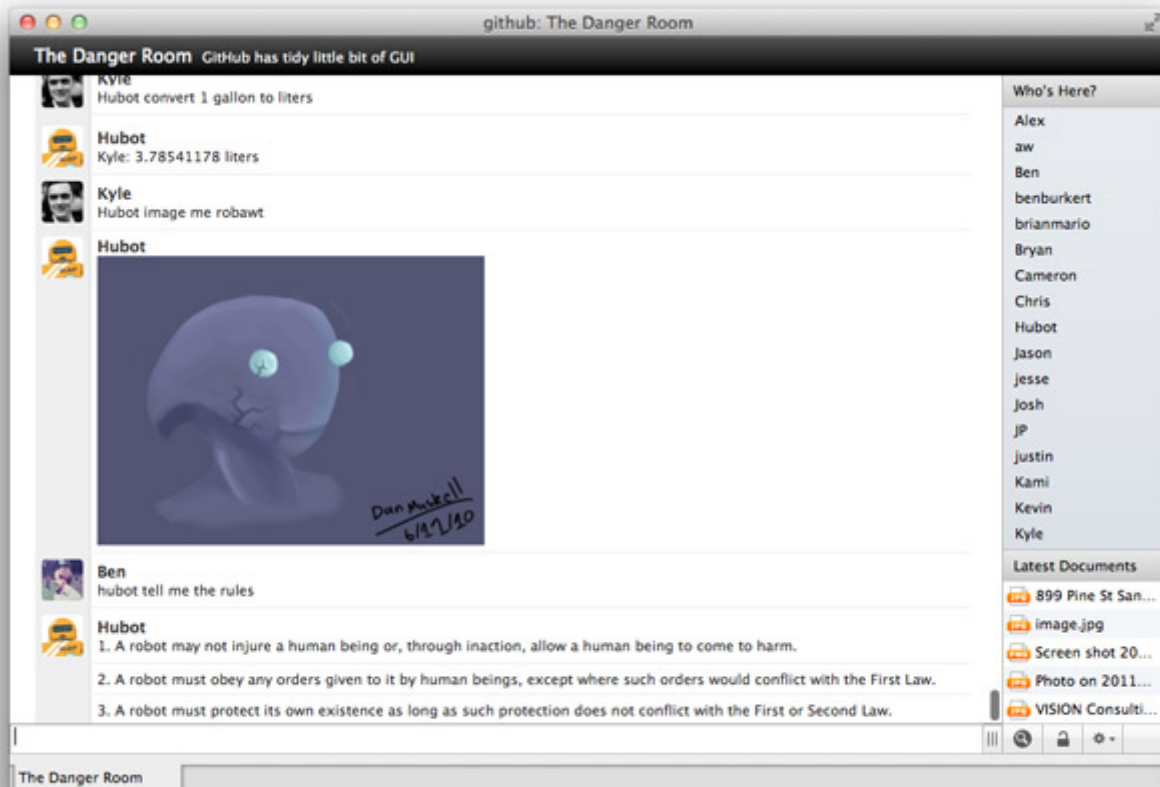 github: The Danger Room
The Danger Room GitHub has tidy little bit of GUI
Kyle
Hubot convert 1 gallon to liters
Hubot
Kyle: 3.78541178 liters
Kyle
Hubot image me robawt
Hubot
Dan Maskell
6/17/10
Ben
hubot tell me the rules
Hubot
1. A robot may not injure a human being or, through inaction, allow a human being to come to harm.
2. A robot must obey any orders given to it by human beings, except where such orders would conflict with the First Law.
3. A robot must protect its own existence as long as such protection does not conflict with the First or Second Law.
Who's Here?
Alex
aw
Ben
benburkert
brianmario
Bryan
Cameron
Chris
Hubot
Jason
jesse
Josh
JP
justin
Kami
Kevin
Kyle
Latest Documents
899 Pine St San...
image.jpg
Screen shot 20...
Photo on 2011...
VISION Consulti...
The Danger Room